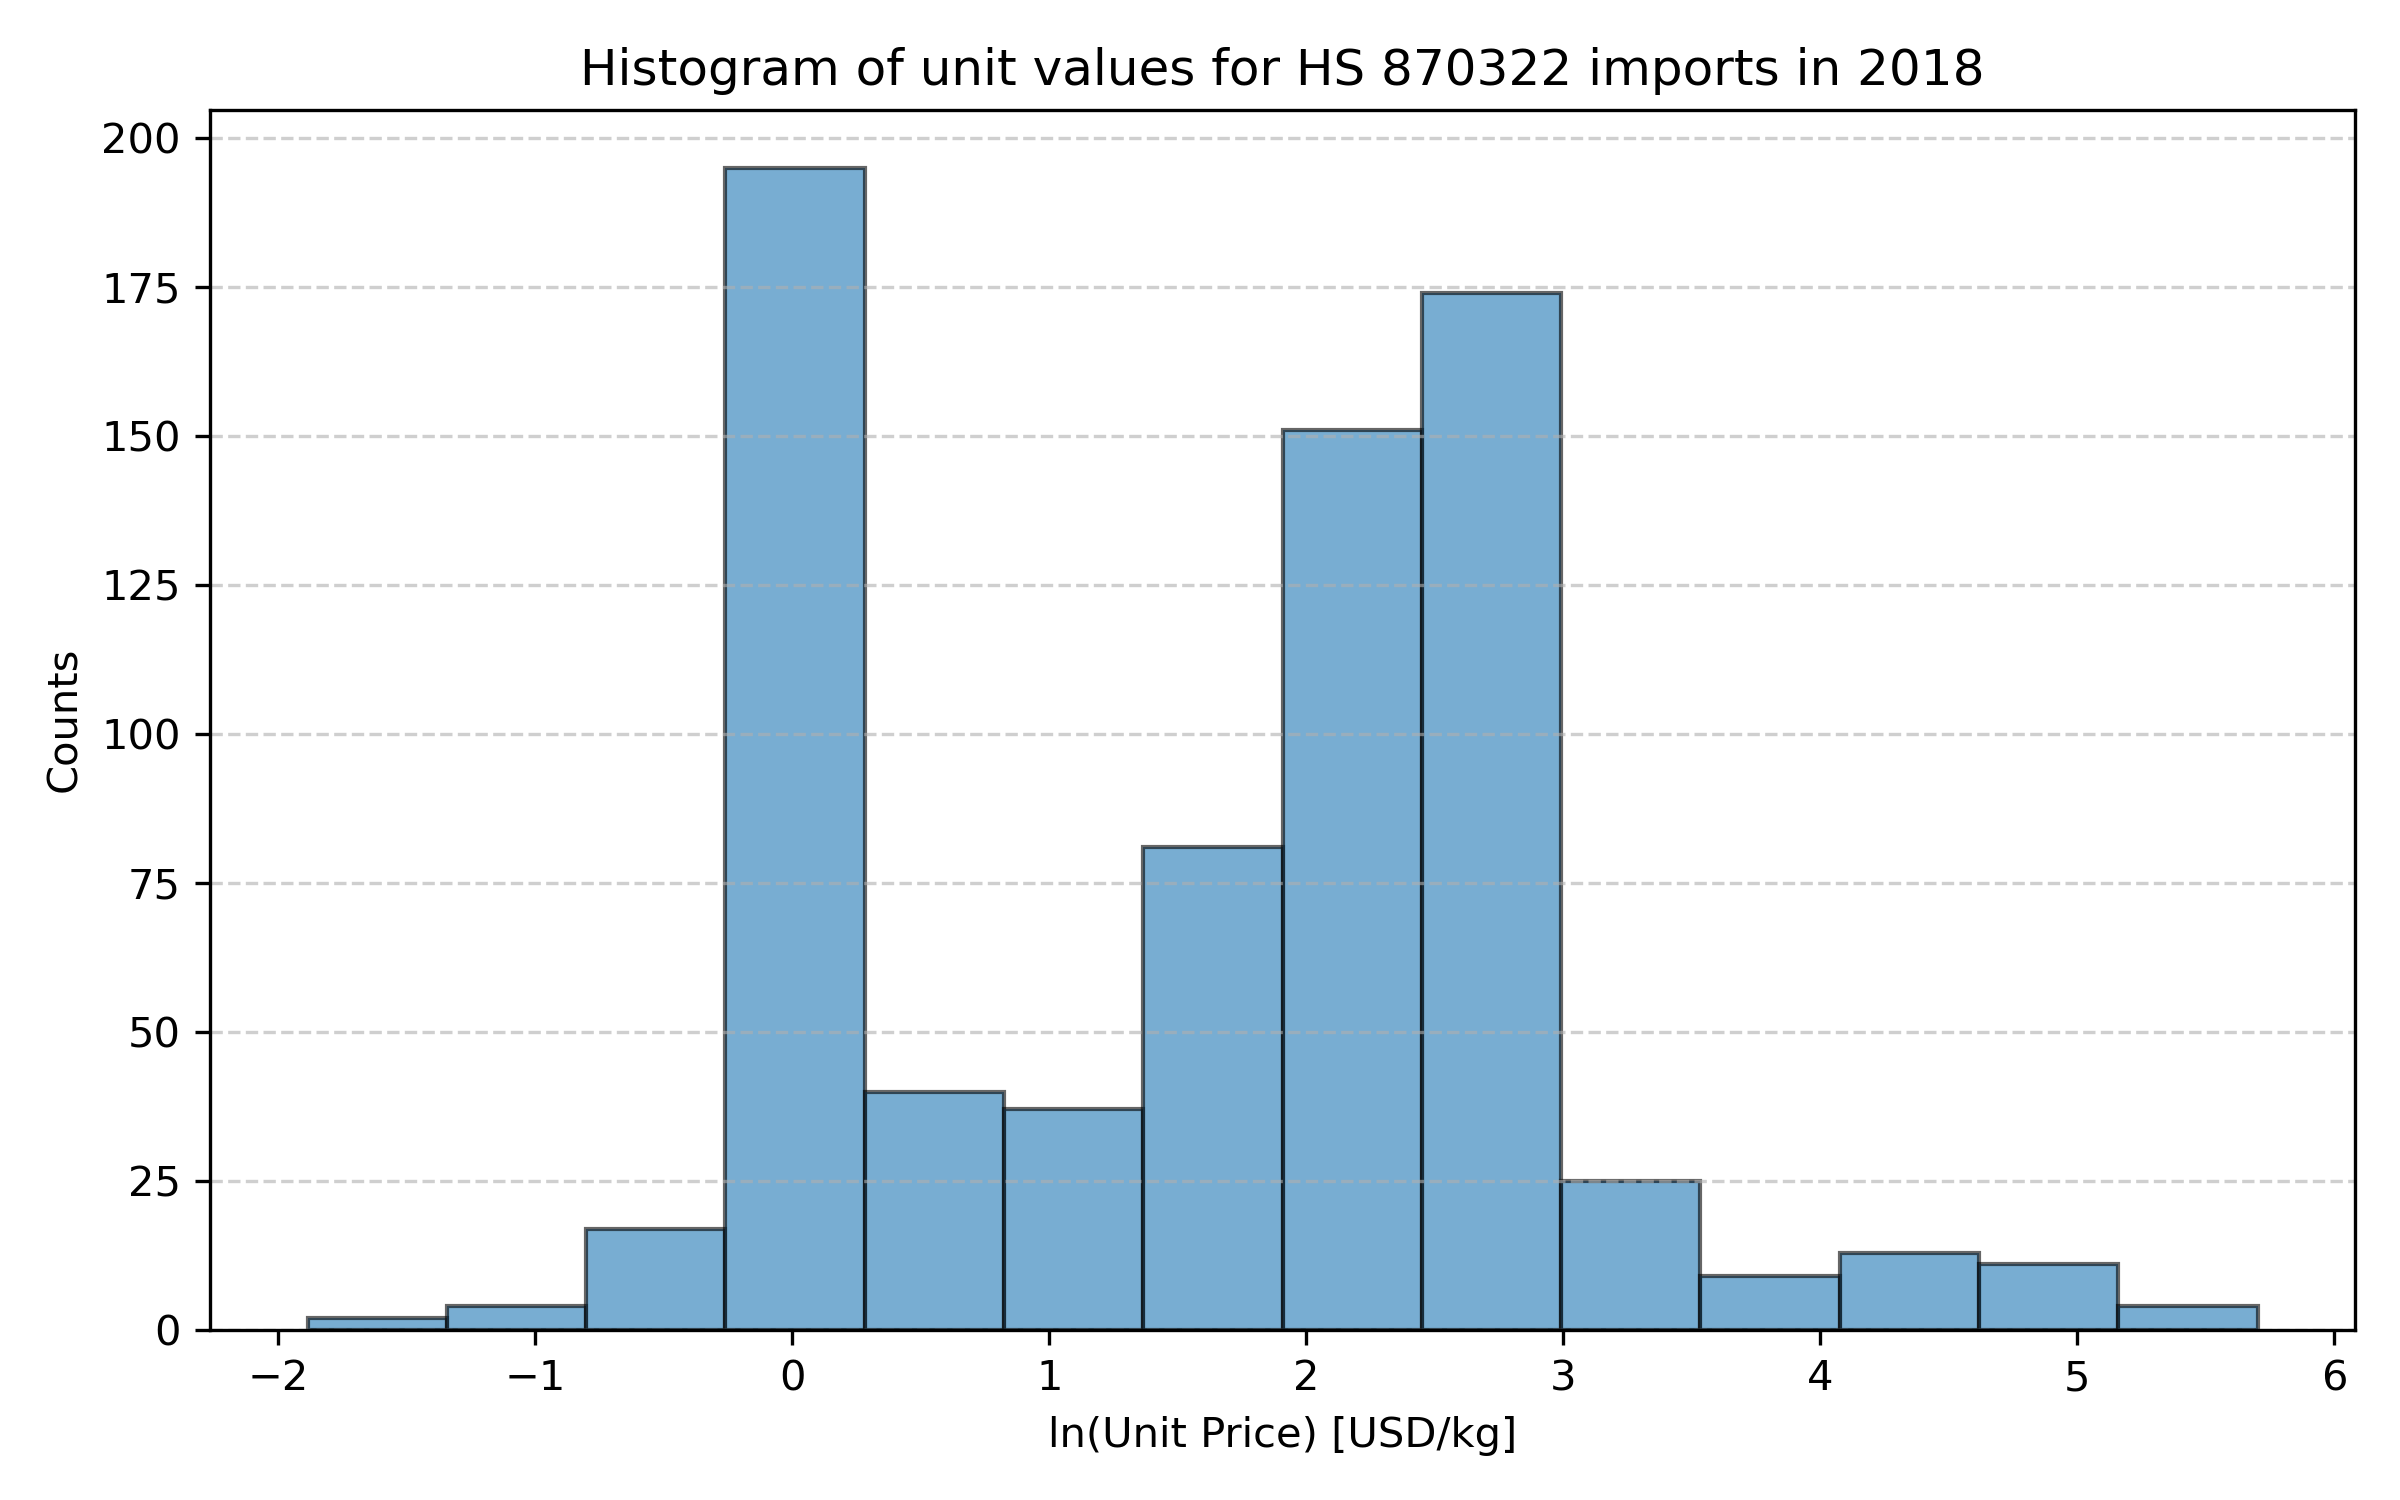 Histogram of unit values for HS 870322 imports in 2018
200
175
150
125
100
75
50
25
0
Counts
−2 −1 0 1 2 3 4 5 6
ln(Unit Price) [USD/kg]